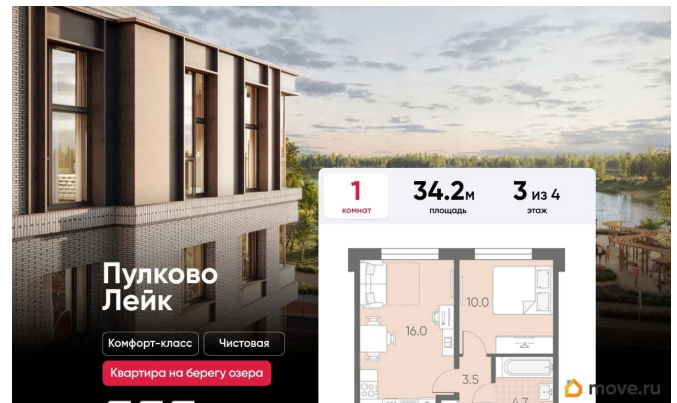 1
комнат
34.2м
площадь
3 из 4
этаж
Пулково
Лейк
Комфорт-класс
Чистовая
Квартира на берегу озера
16.0
10.0
3.5
4.7
move.ru